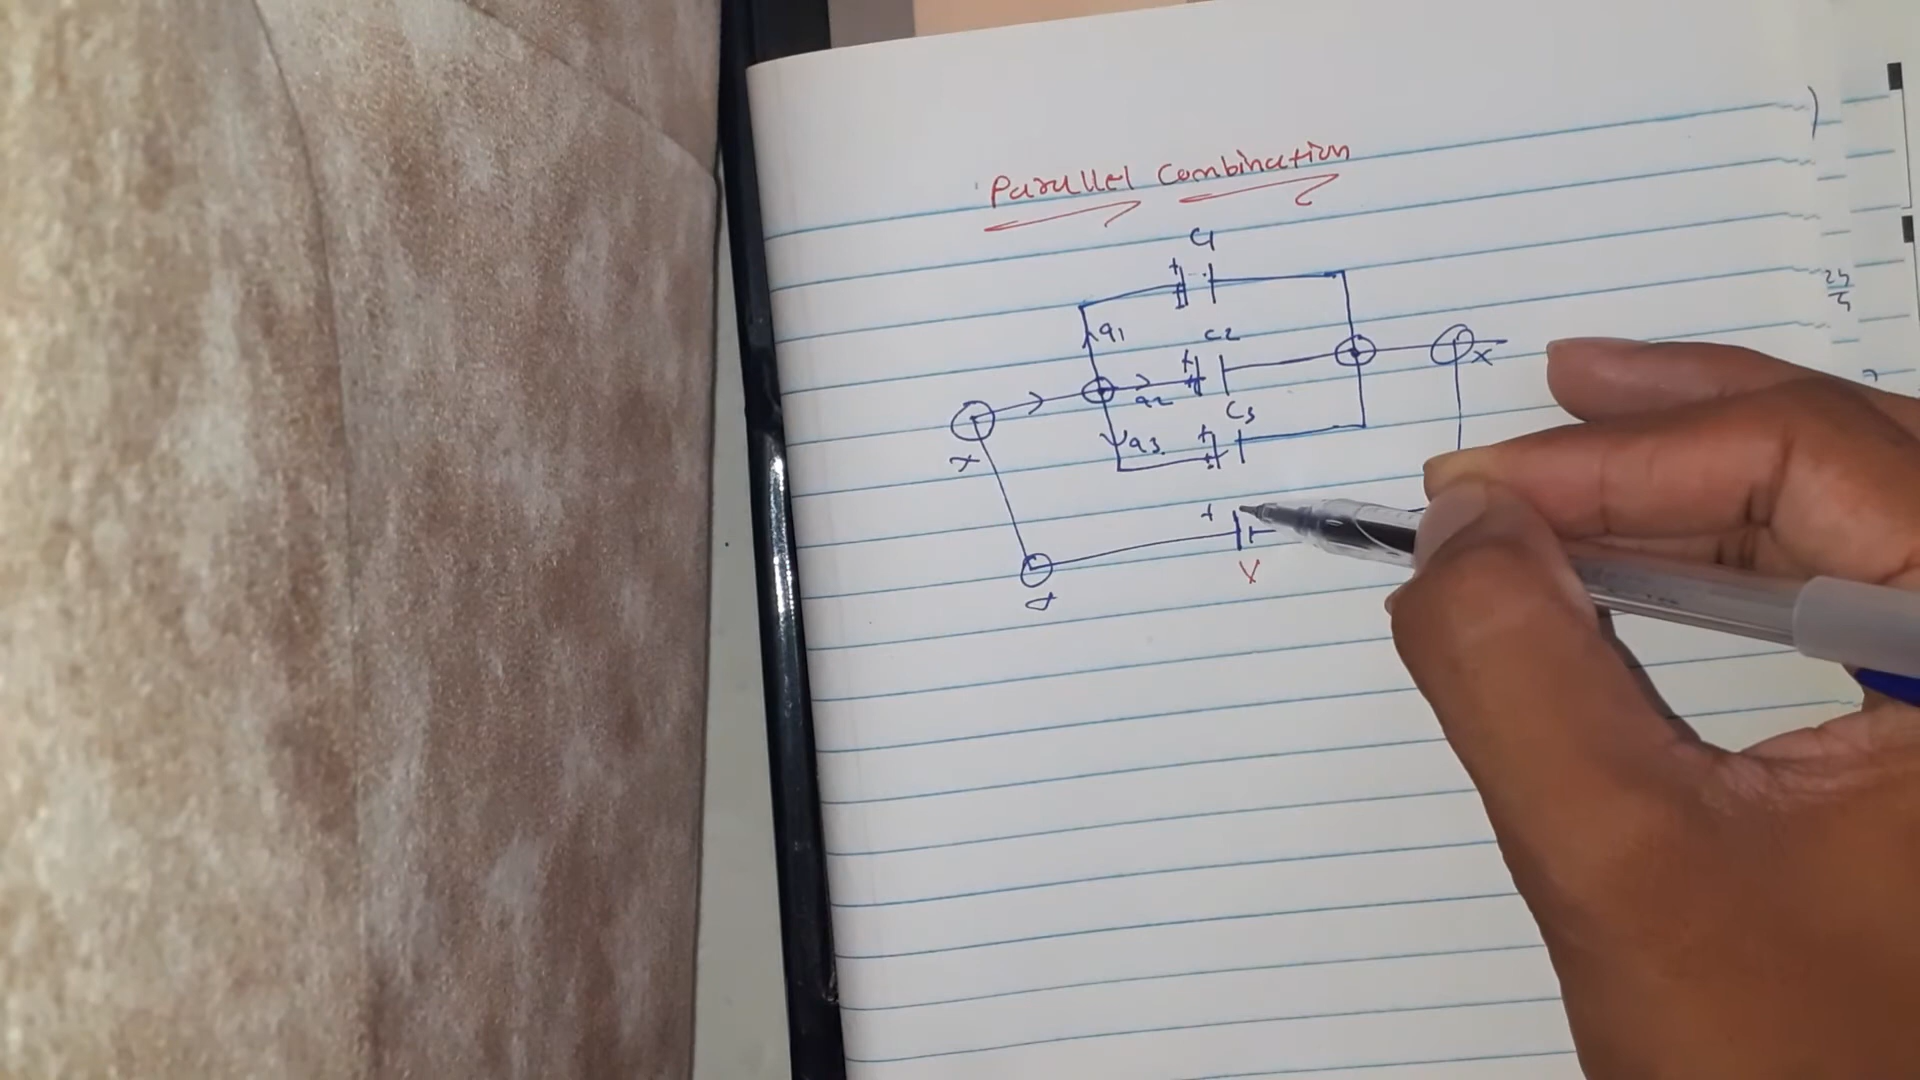 Parallel Combination
C1
q1
C2
q2
C3
q3
x
x
+
V